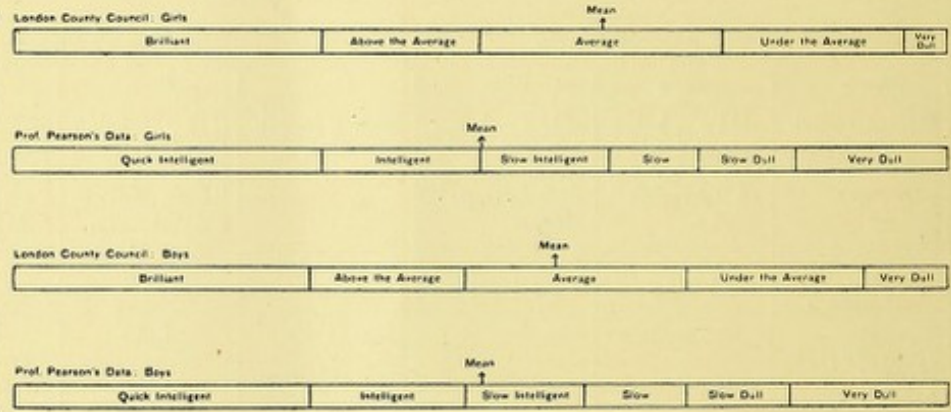 Mean
London County Council: Girls
Brilliant Above the Average Average Under the Average Very Dull
Mean
Prof. Pearson's Data: Girls
Quick Intelligent Intelligent Slow Intelligent Slow Slow Dull Very Dull
Mean
London County Council: Boys
Brilliant Above the Average Average Under the Average Very Dull
Mean
Prof. Pearson's Data: Boys
Quick Intelligent Intelligent Slow Intelligent Slow Slow Dull Very Dull